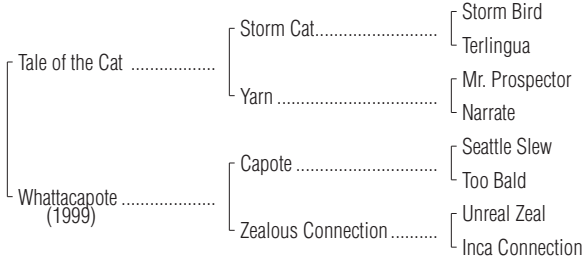 Storm Bird
Storm Cat..........................
Terlingua
Tale of the Cat ..................
Mr. Prospector
Yarn ..................................
Narrate
Seattle Slew
Capote ..............................
Too Bald
Whattacapote ....................
(1999)
Unreal Zeal
Zealous Connection ..........
Inca Connection